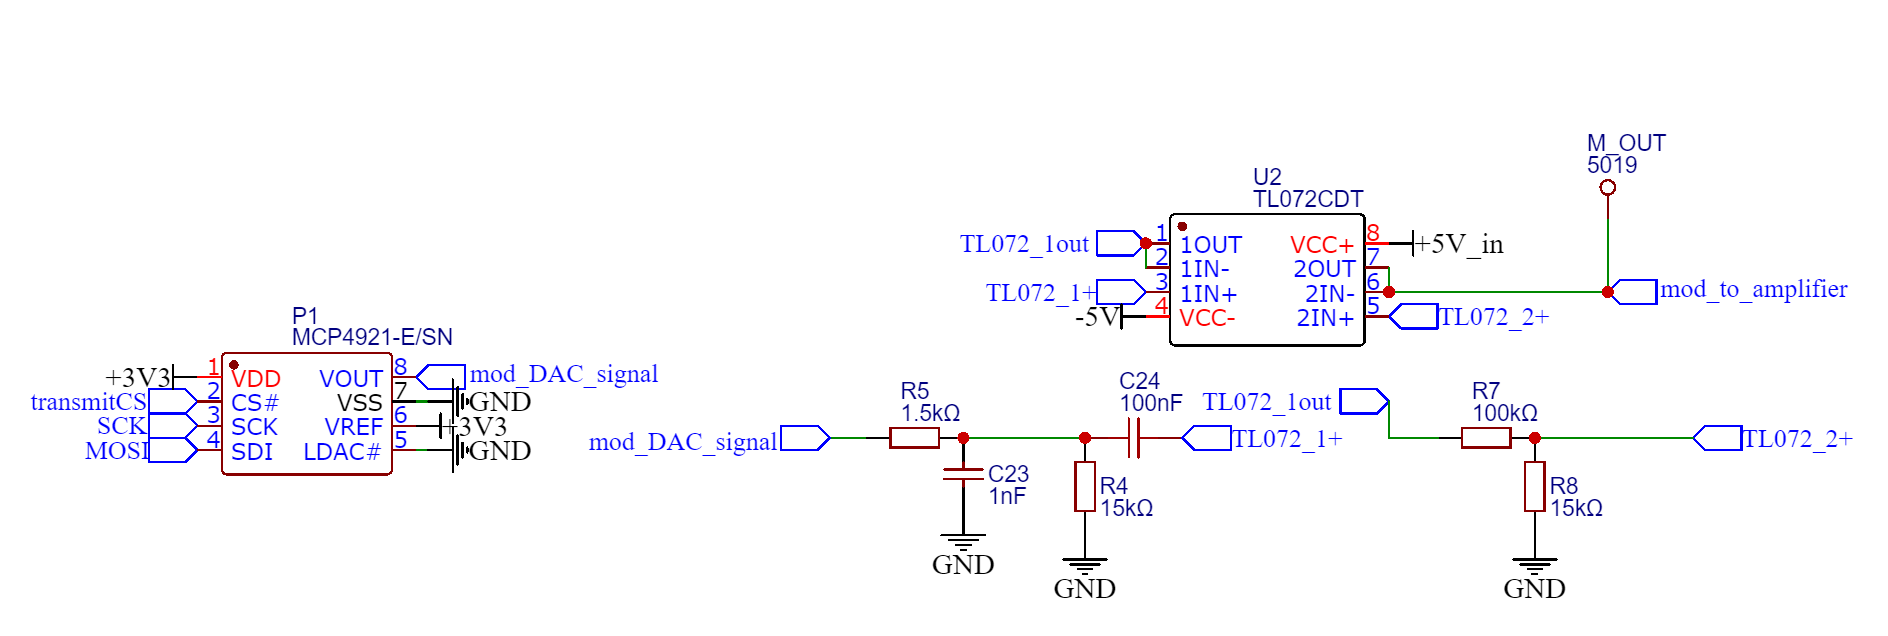 M_OUT
5019
U2
TL072CDT
TL072_1out
1
1OUT
VCC+
8
+5V_in
2
1IN-
2OUT
7
TL072_1+
3
1IN+
2IN-
6
mod_to_amplifier
-5V
4
VCC-
2IN+
5
TL072_2+
P1
MCP4921-E/SN
+3V3
1
VDD
VOUT
8
mod_DAC_signal
transmitCS
2
CS#
VSS
7
GND
SCK
3
SCK
VREF
6
+3V3
MOSI
4
SDI
LDAC#
5
GND
mod_DAC_signal
R5
1.5kΩ
C23
1nF
GND
R4
15kΩ
GND
C24
100nF
TL072_1+
TL072_1out
R7
100kΩ
R8
15kΩ
GND
TL072_2+